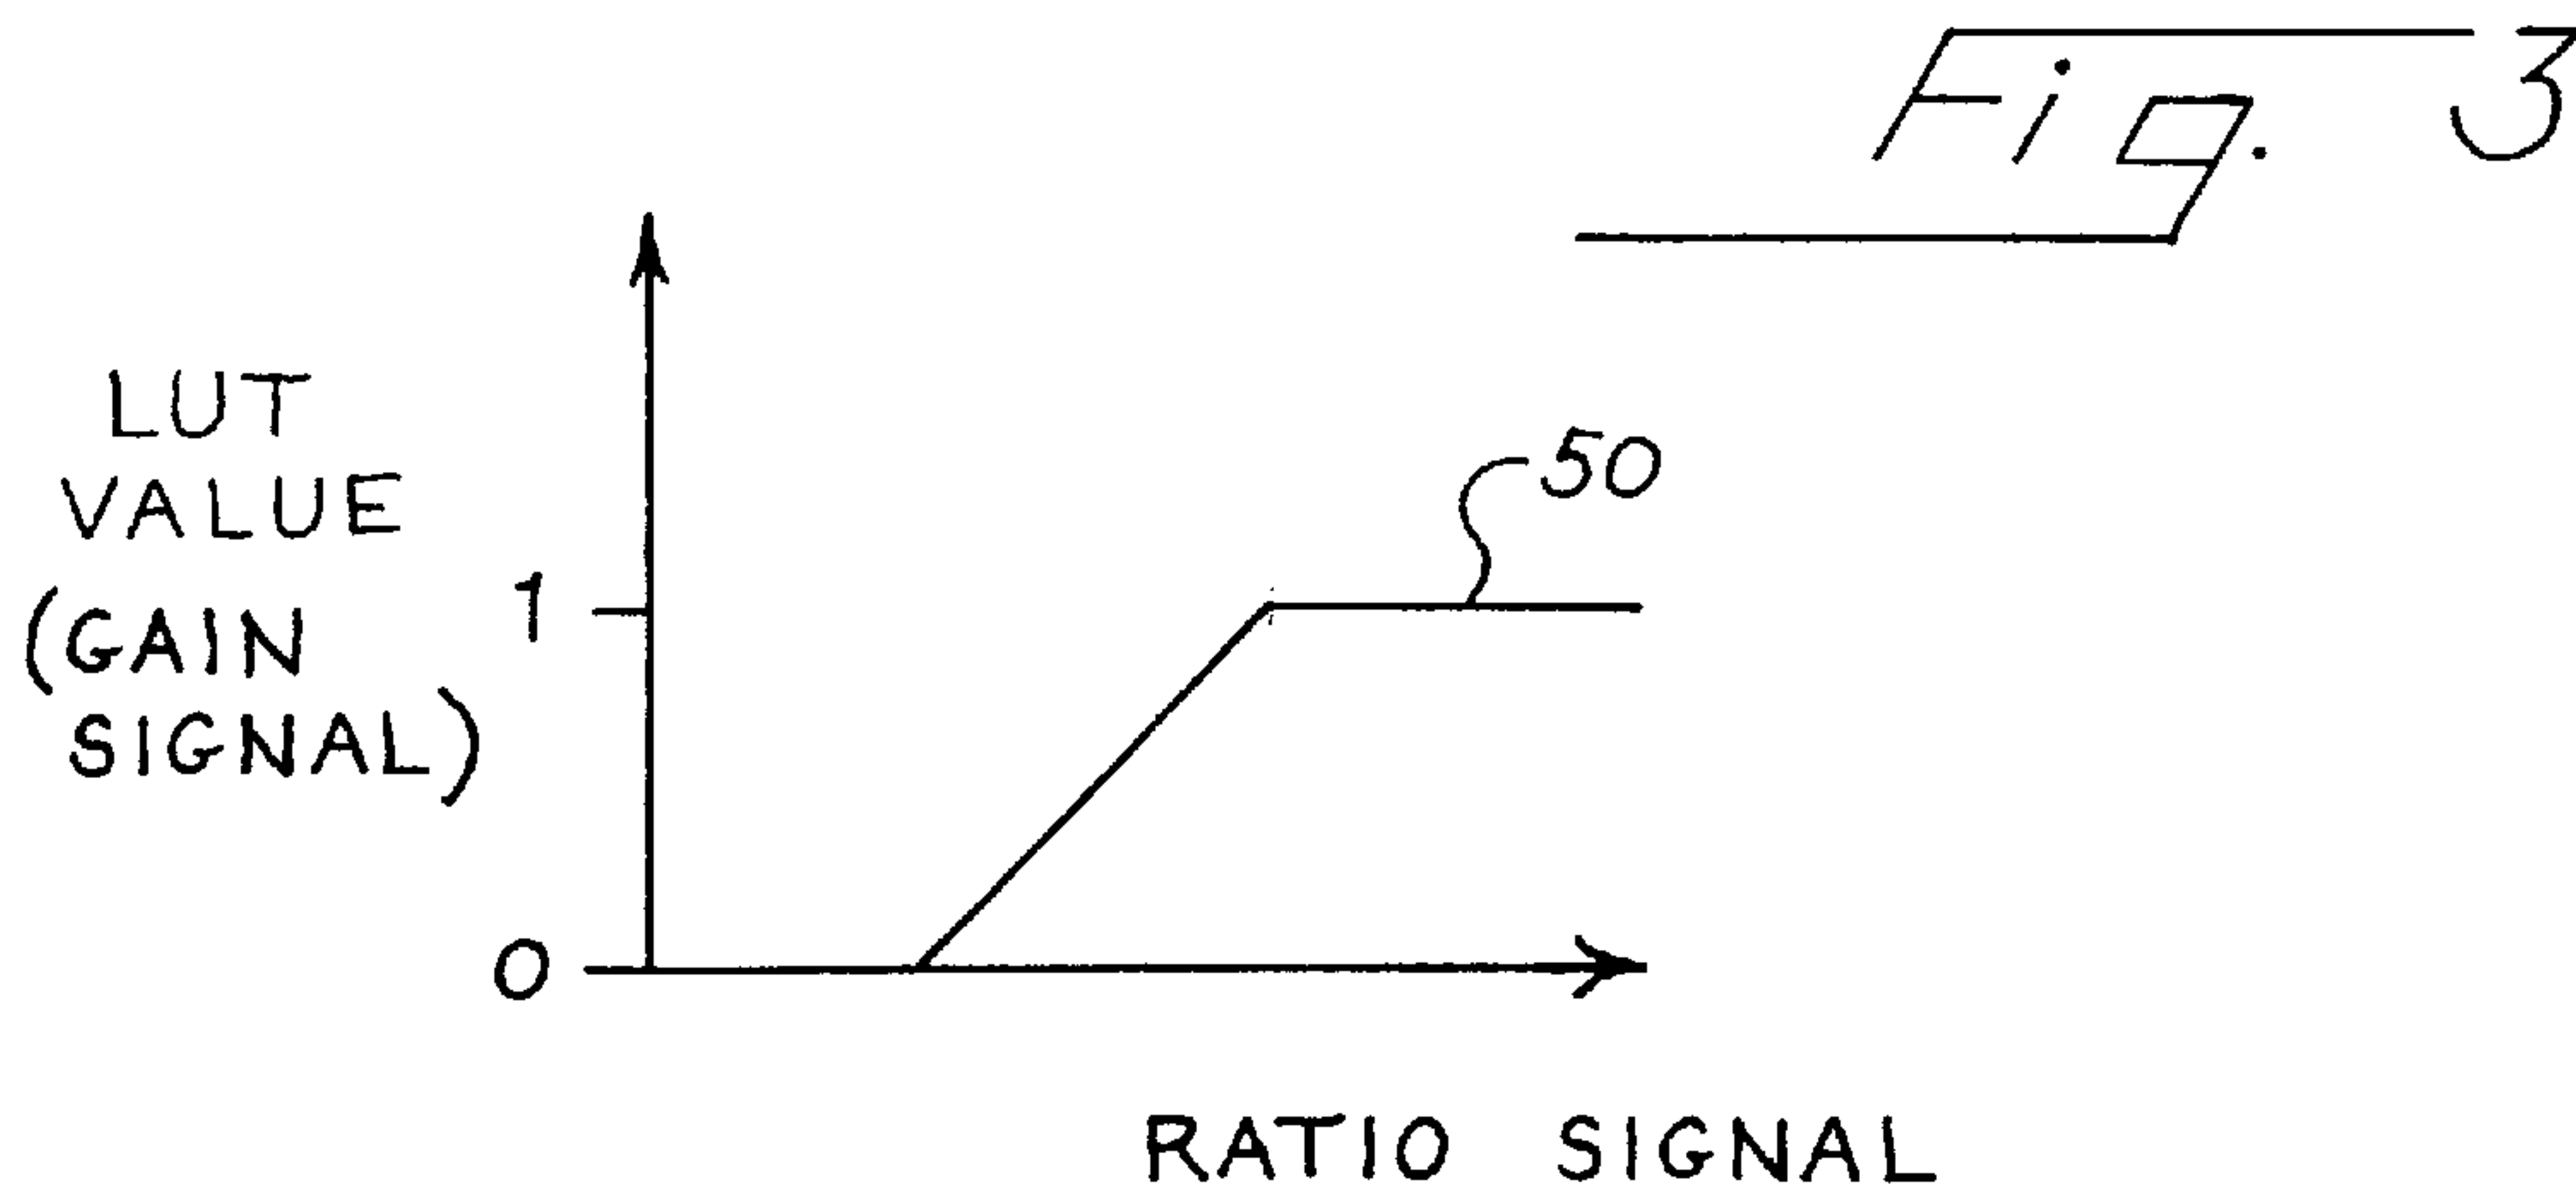 Fig. 3
LUT
VALUE
(GAIN
SIGNAL)
50
1
0
RATIO SIGNAL